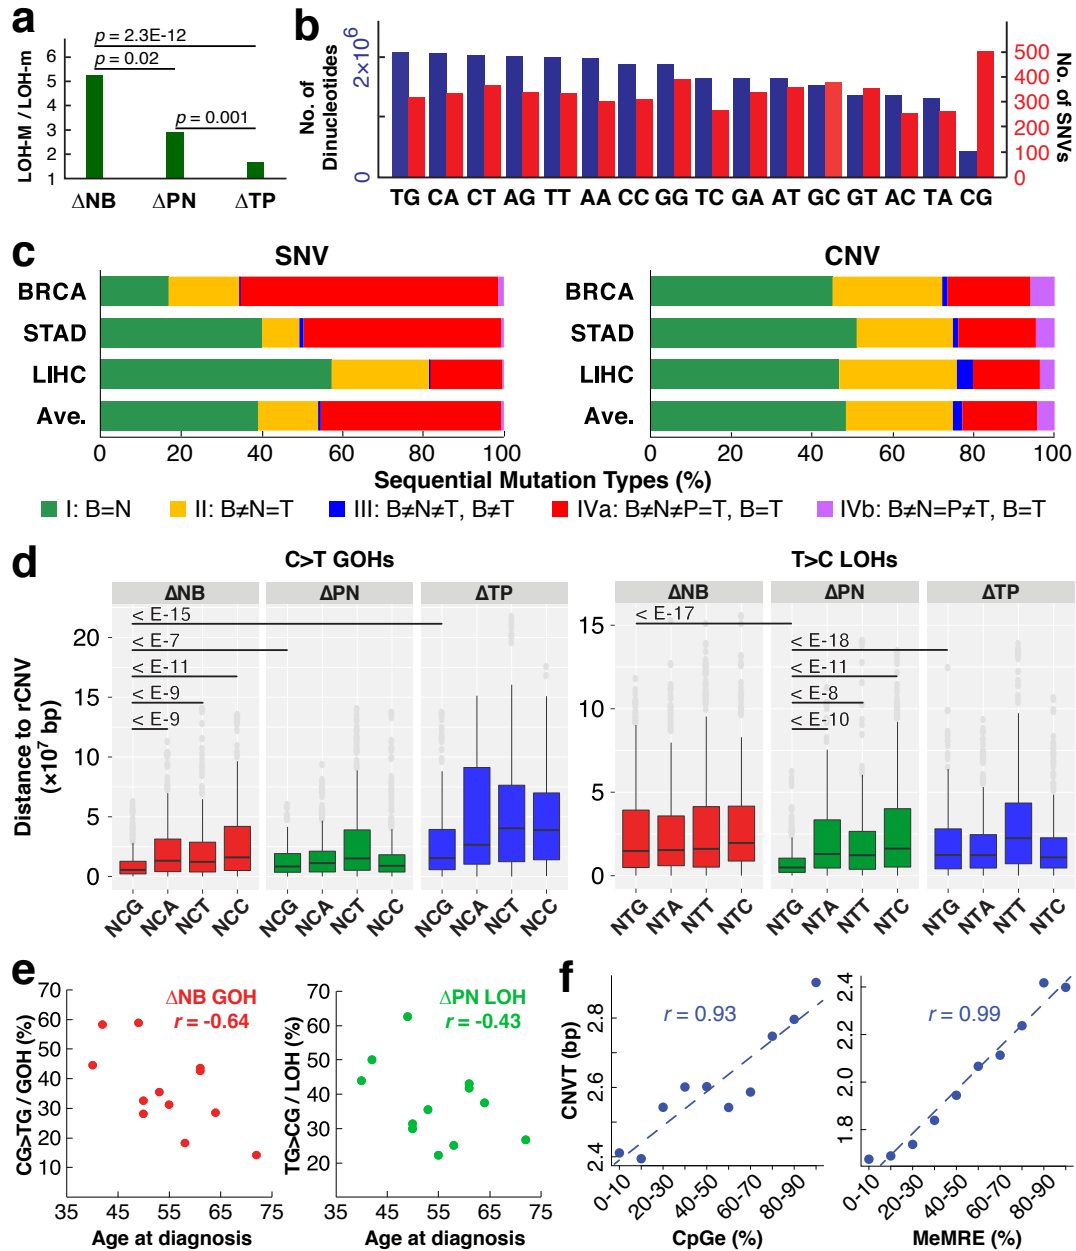 a
p = 2.3E-12
p = 0.02
p = 0.001
LOH-M / LOH-m
6
5
4
3
2
1
ΔNB ΔPN ΔTP
b
No. of Dinucleotides
2×10⁶
0
No. of SNVs
500
400
300
200
100
0
TG CA CT AG TT AA CC GG TC GA AT GC GT AC TA CG
c
SNV
CNV
BRCA
STAD
LIHC
Ave.
0 20 40 60 80 100
BRCA
STAD
LIHC
Ave.
0 20 40 60 80 100
Sequential Mutation Types (%)
I: B=N II: B≠N=T III: B≠N≠T, B≠T IVa: B≠N≠P=T, B=T IVb: B≠N=P≠T, B=T
d
C>T GOHs
T>C LOHs
ΔNB ΔPN ΔTP
< E-15
< E-7
< E-11
< E-9
< E-9
Distance to rCNV
(×10⁷ bp)
20
15
10
5
0
NCG NCA NCT NCC NCG NCA NCT NCC NCG NCA NCT NCC
ΔNB ΔPN ΔTP
< E-17
< E-18
< E-11
< E-8
< E-10
15
10
5
0
NTG NTA NTT NTC NTG NTA NTT NTC NTG NTA NTT NTC
e
ΔNB GOH
r = -0.64
CG>TG / GOH (%)
70
60
50
40
30
20
10
35 45 55 65 75
Age at diagnosis
ΔPN LOH
r = -0.43
TG>CG / LOH (%)
70
60
50
40
30
20
35 45 55 65 75
Age at diagnosis
f
r = 0.93
CNVT (bp)
2.8
2.6
2.4
0-10 20-30 40-50 60-70 80-90
CpGe (%)
r = 0.99
2.4
2.2
2.0
1.8
0-10 20-30 40-50 60-70 80-90
MeMRE (%)